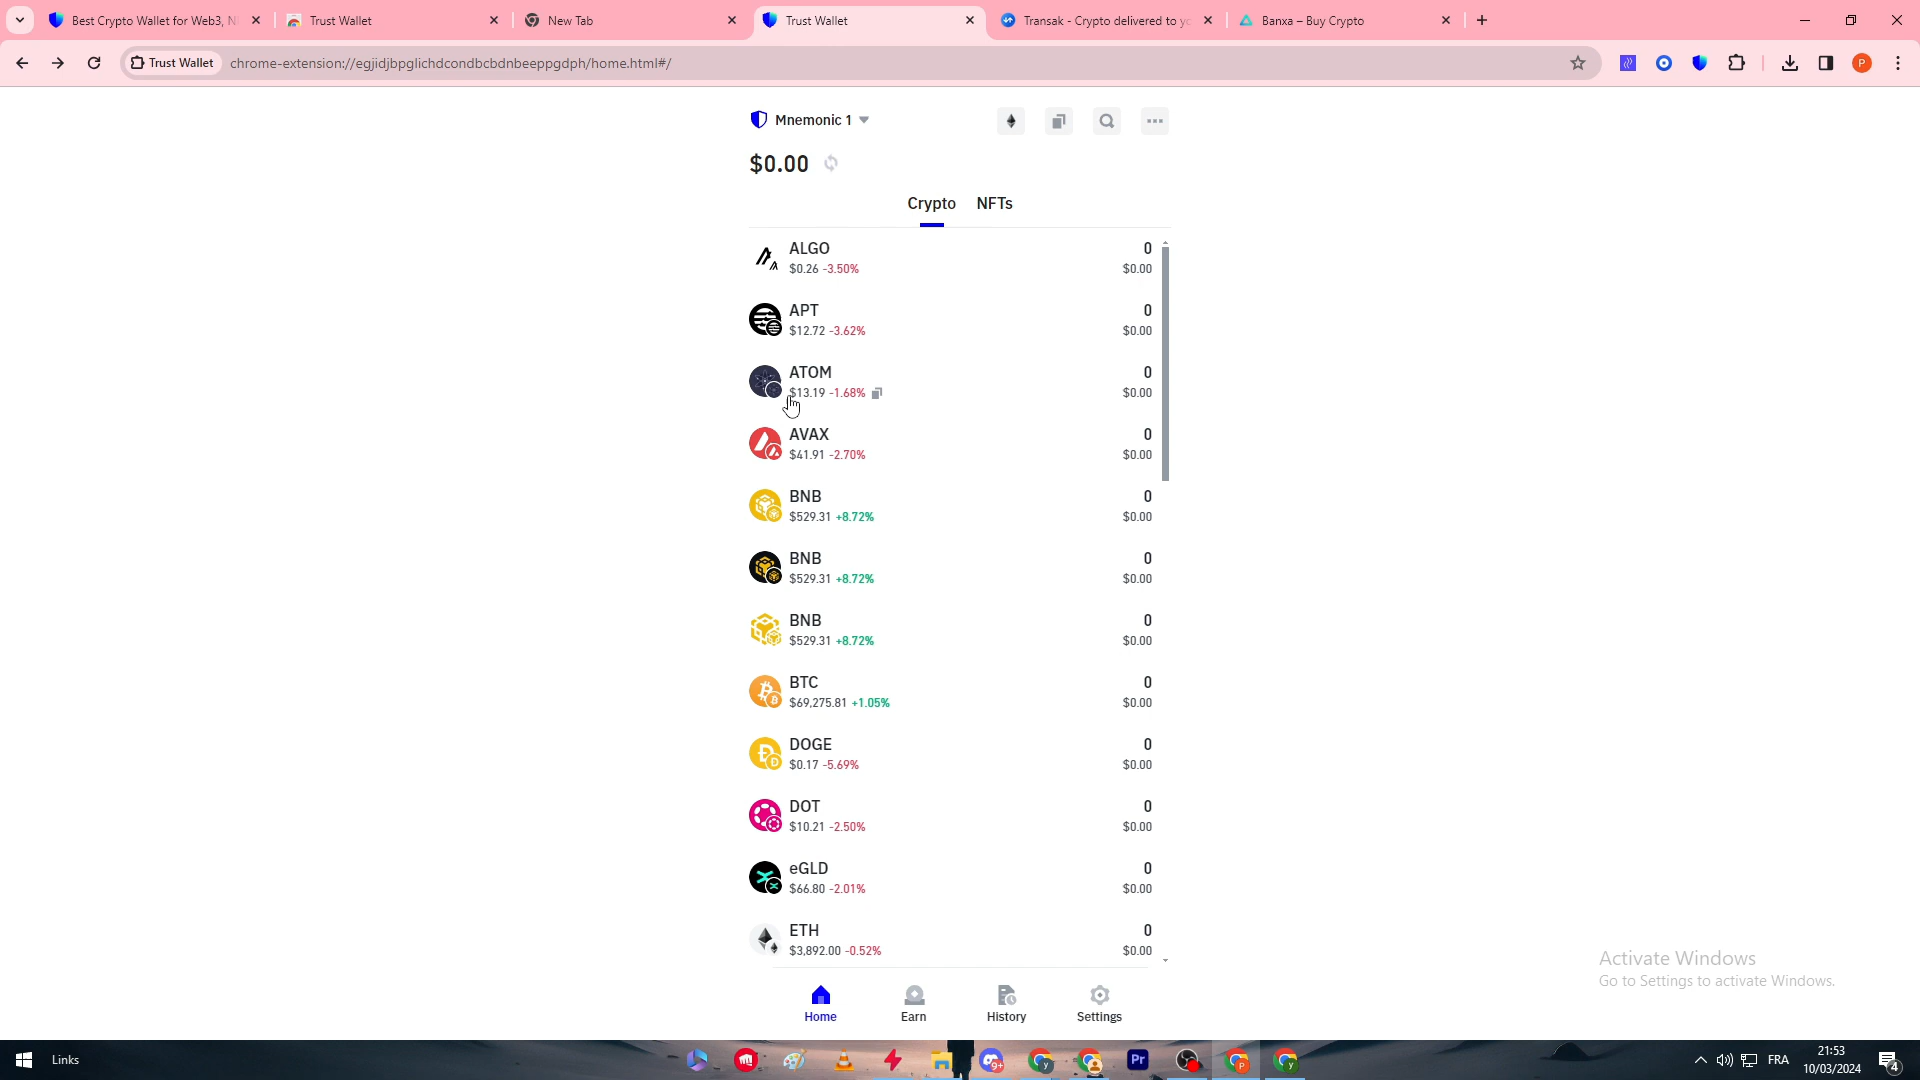 Best Crypto Wallet for Web3, N
Trust Wallet
New Tab
Trust Wallet
Transak - Crypto delivered to yo
Banxa – Buy Crypto
Trust Wallet
chrome-extension://egjidjbpglichdcondbcbdnbeeppgdph/home.html#/
P
Mnemonic 1
$0.00
Crypto NFTs
ALGO 0
$0.26 -3.50% $0.00
APT 0
$12.72 -3.62% $0.00
ATOM 0
$13.19 -1.68% $0.00
AVAX 0
$41.91 -2.70% $0.00
BNB 0
$529.31 +8.72% $0.00
BNB 0
$529.31 +8.72% $0.00
BNB 0
$529.31 +8.72% $0.00
BTC 0
$69,275.81 +1.05% $0.00
DOGE 0
$0.17 -5.69% $0.00
DOT 0
$10.21 -2.50% $0.00
eGLD 0
$66.80 -2.01% $0.00
ETH 0
$3,892.00 -0.52% $0.00
Home Earn History Settings
Activate Windows
Go to Settings to activate Windows.
Links
9+
y
Pr
P
y
FRA
21:53
10/03/2024
4